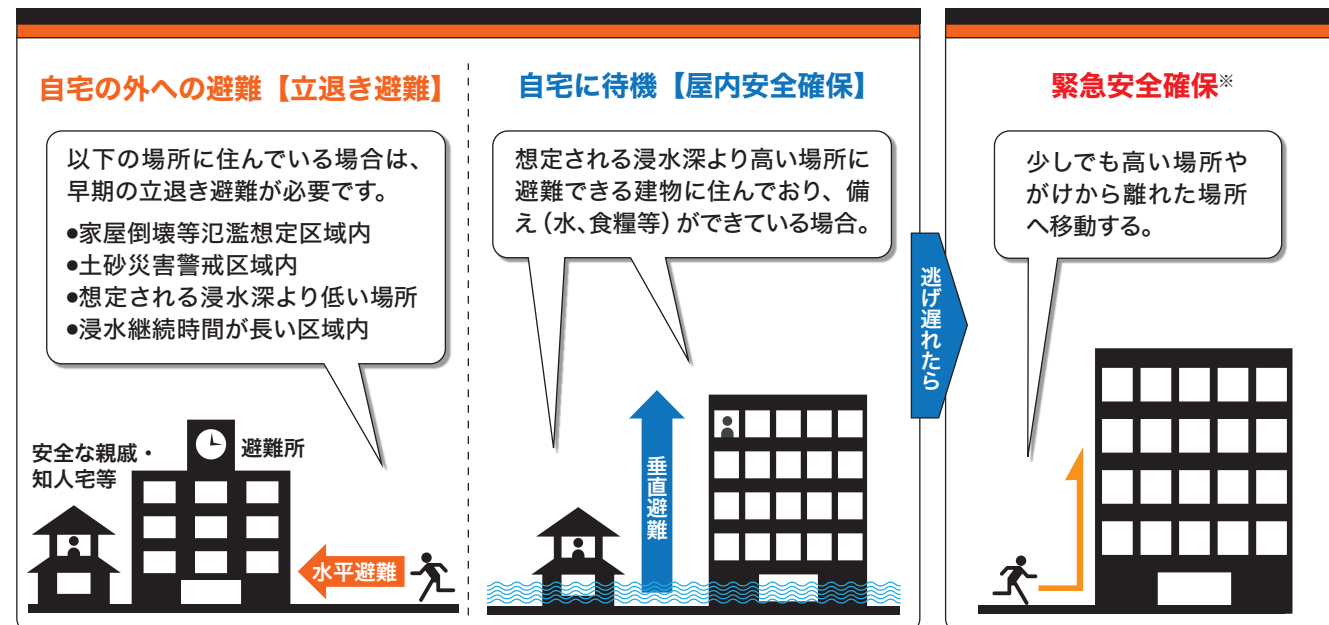 自宅の外への避難【立退き避難】
以下の場所に住んでいる場合は、
早期の立退き避難が必要です。
●家屋倒壊等氾濫想定区域内
●土砂災害警戒区域内
●想定される浸水深より低い場所
●浸水継続時間が長い区域内
安全な親戚・
知人宅等
避難所
水平避難
自宅に待機【屋内安全確保】
想定される浸水深より高い場所に
避難できる建物に住んでおり、備
え（水、食糧等）ができている場合。
垂直避難
逃げ遅れたら
緊急安全確保※
少しでも高い場所や
がけから離れた場所
へ移動する。